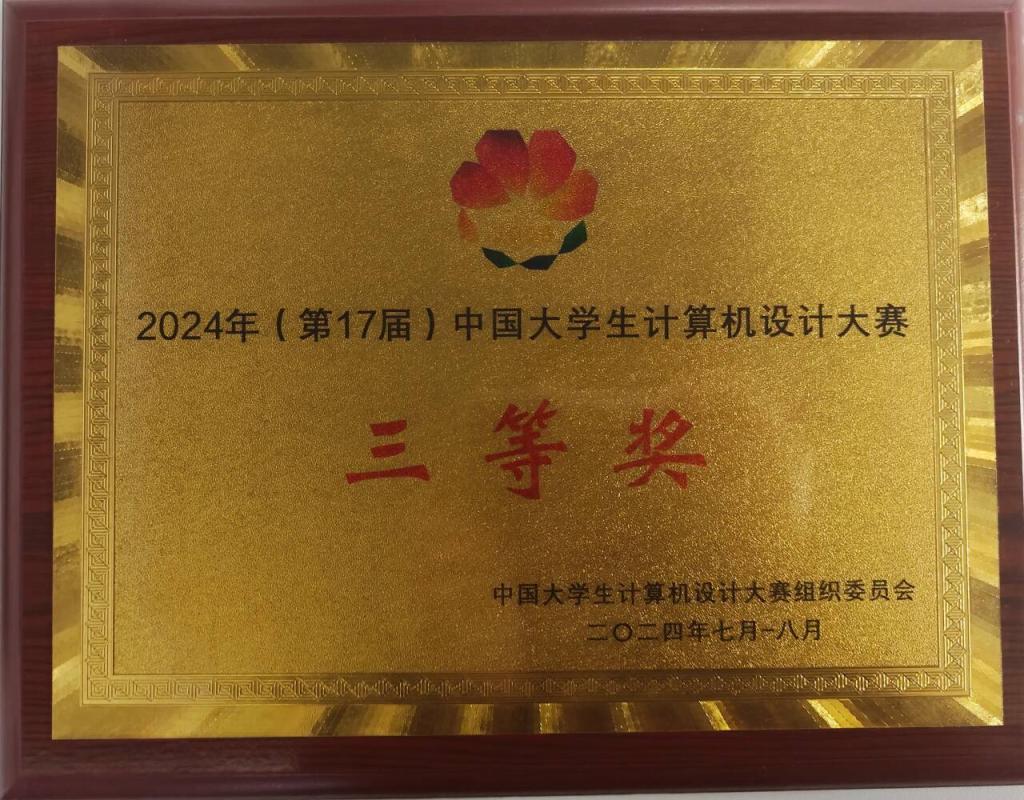 2024年（第17届）中国大学生计算机设计大赛
三等奖
中国大学生计算机设计大赛组织委员会
二〇二四年七月-八月